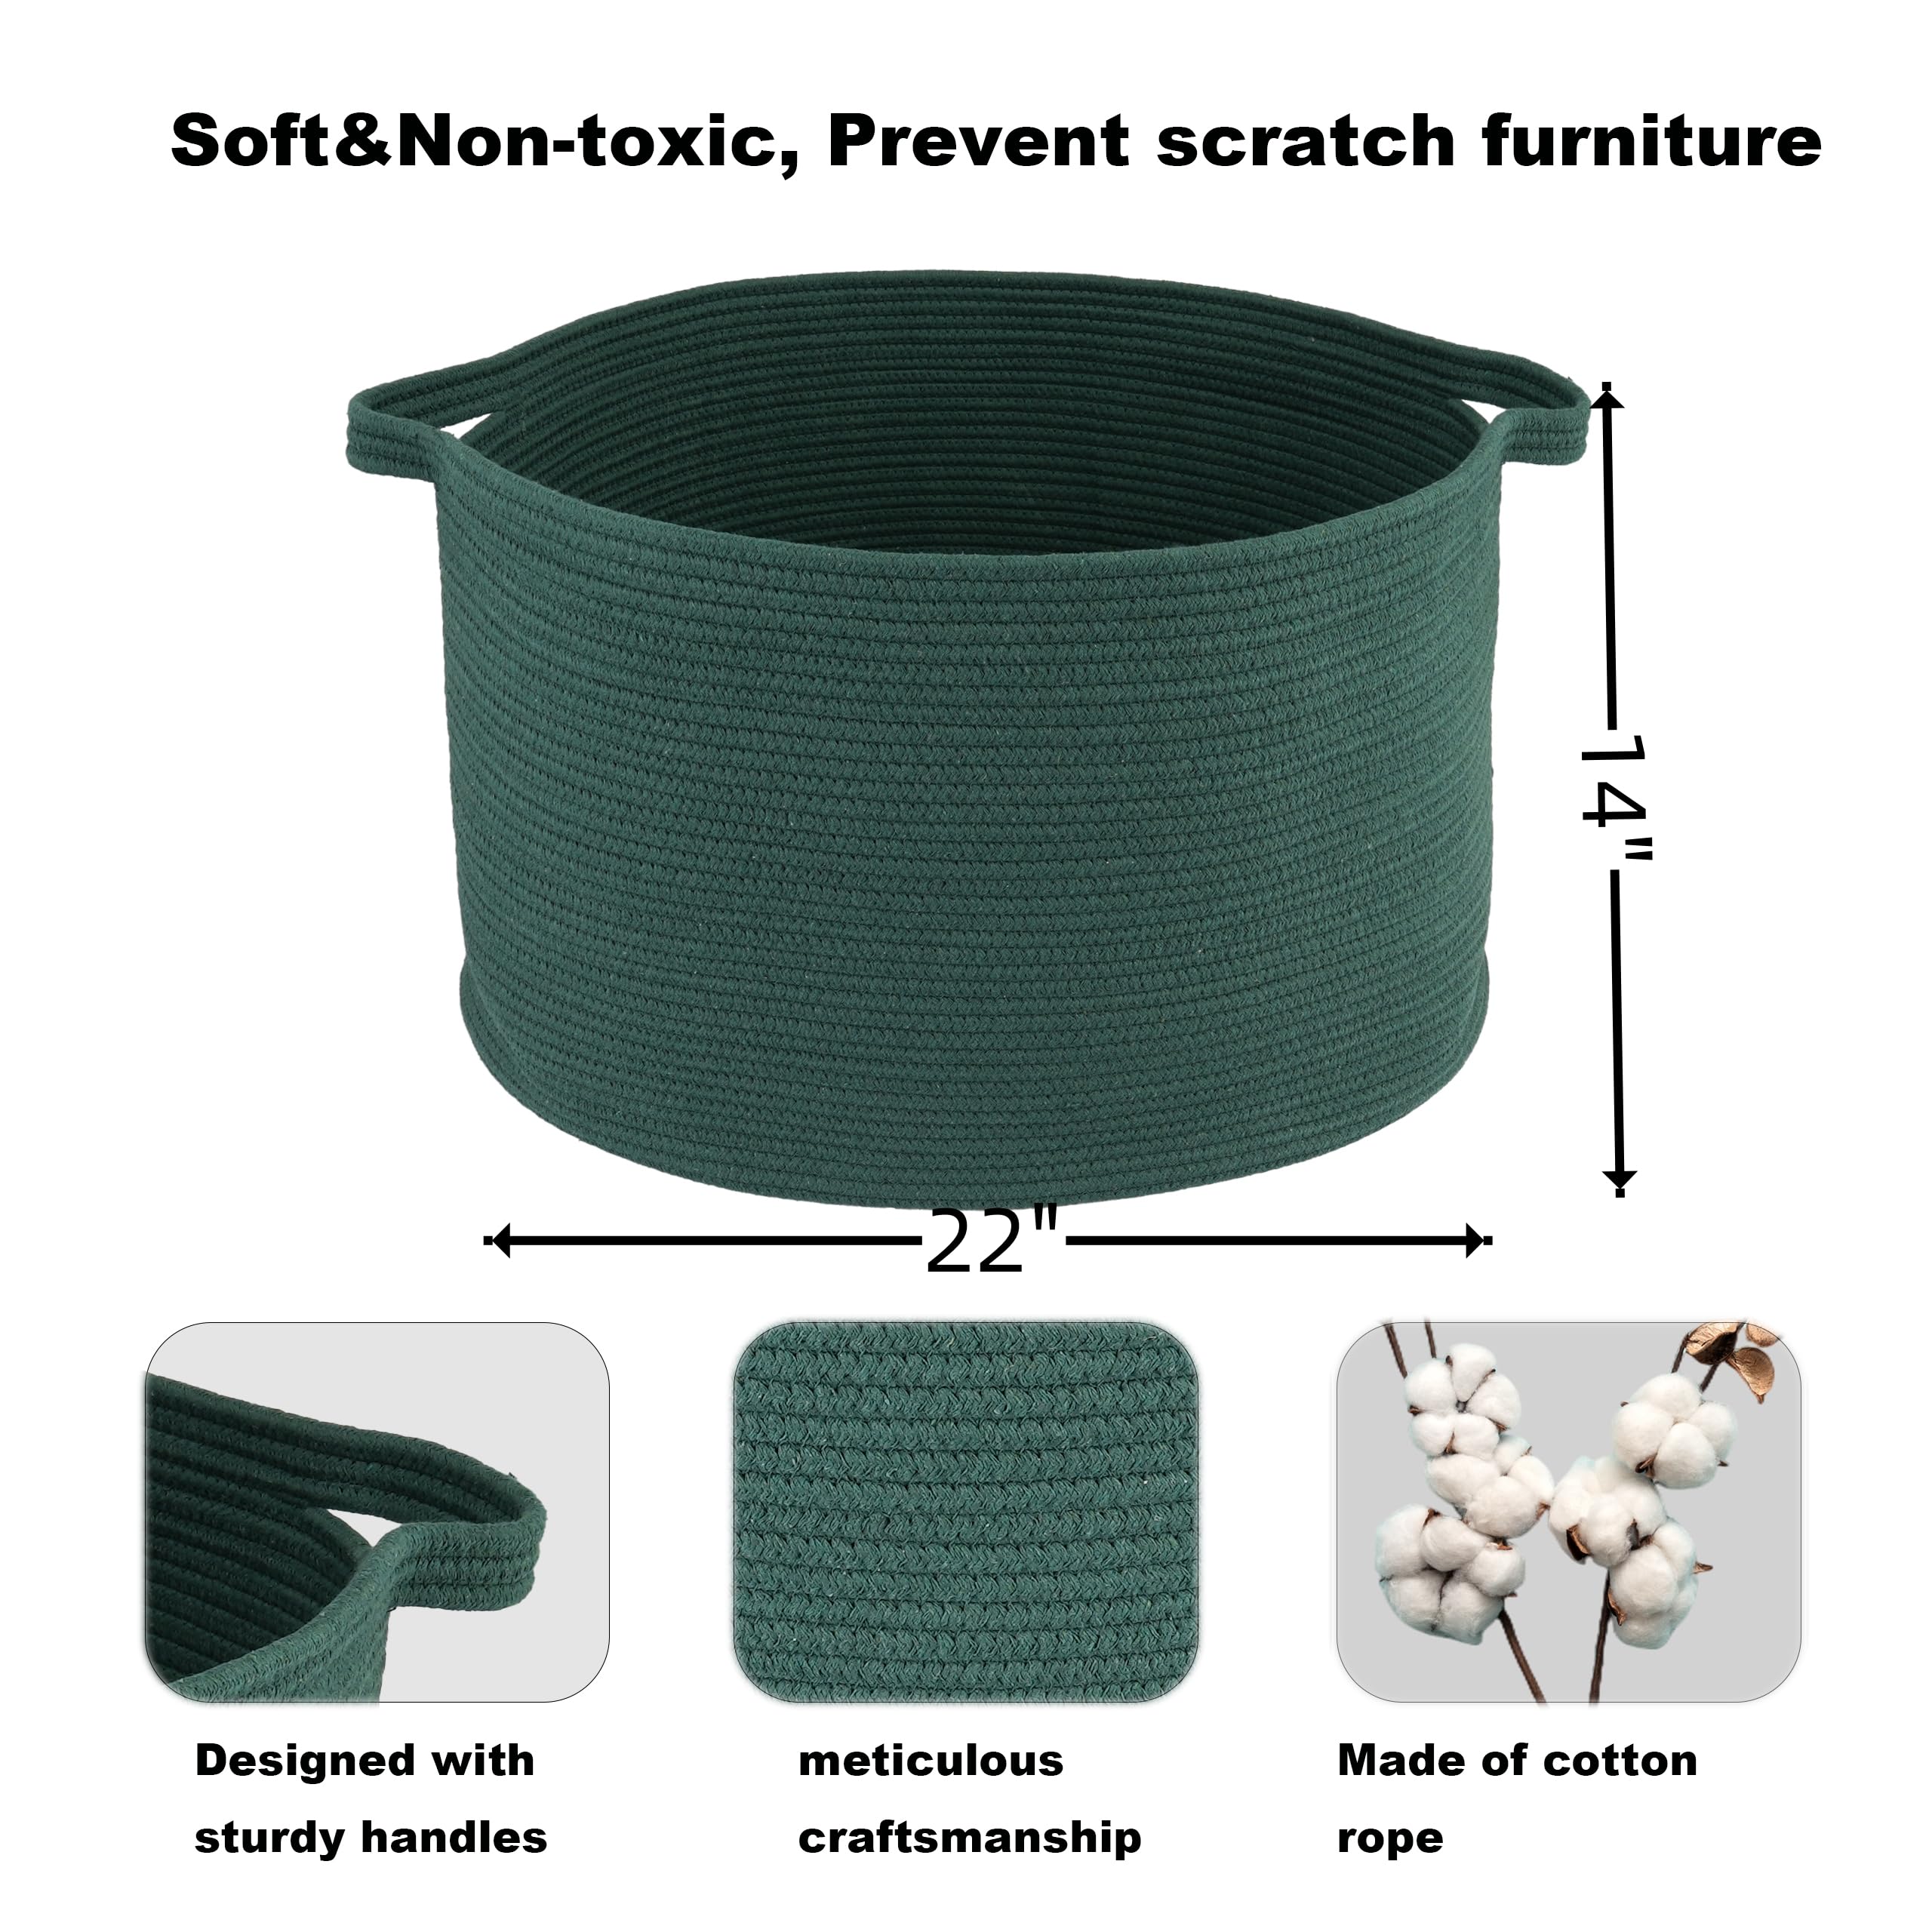 Soft&Non-toxic, Prevent scratch furniture
14"
22"
Designed with
sturdy handles
meticulous
craftsmanship
Made of cotton
rope